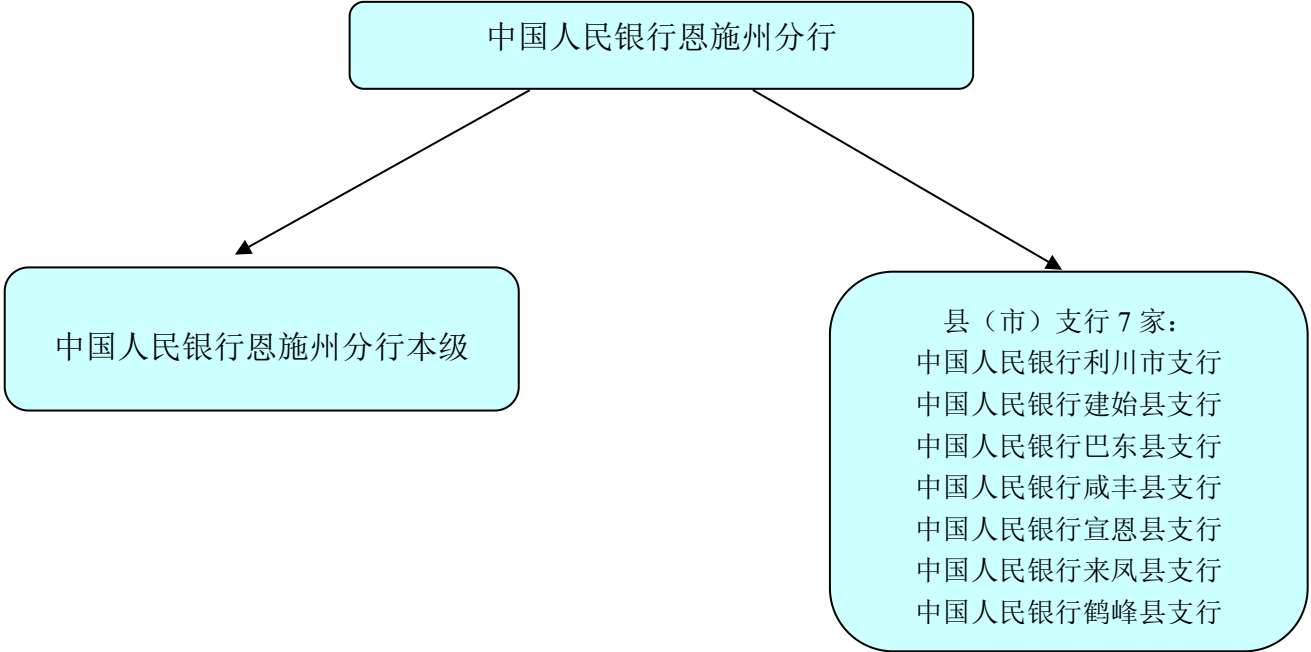 中国人民银行恩施州分行
中国人民银行恩施州分行本级
县（市）支行 7 家：
中国人民银行利川市支行
中国人民银行建始县支行
中国人民银行巴东县支行
中国人民银行咸丰县支行
中国人民银行宣恩县支行
中国人民银行来凤县支行
中国人民银行鹤峰县支行